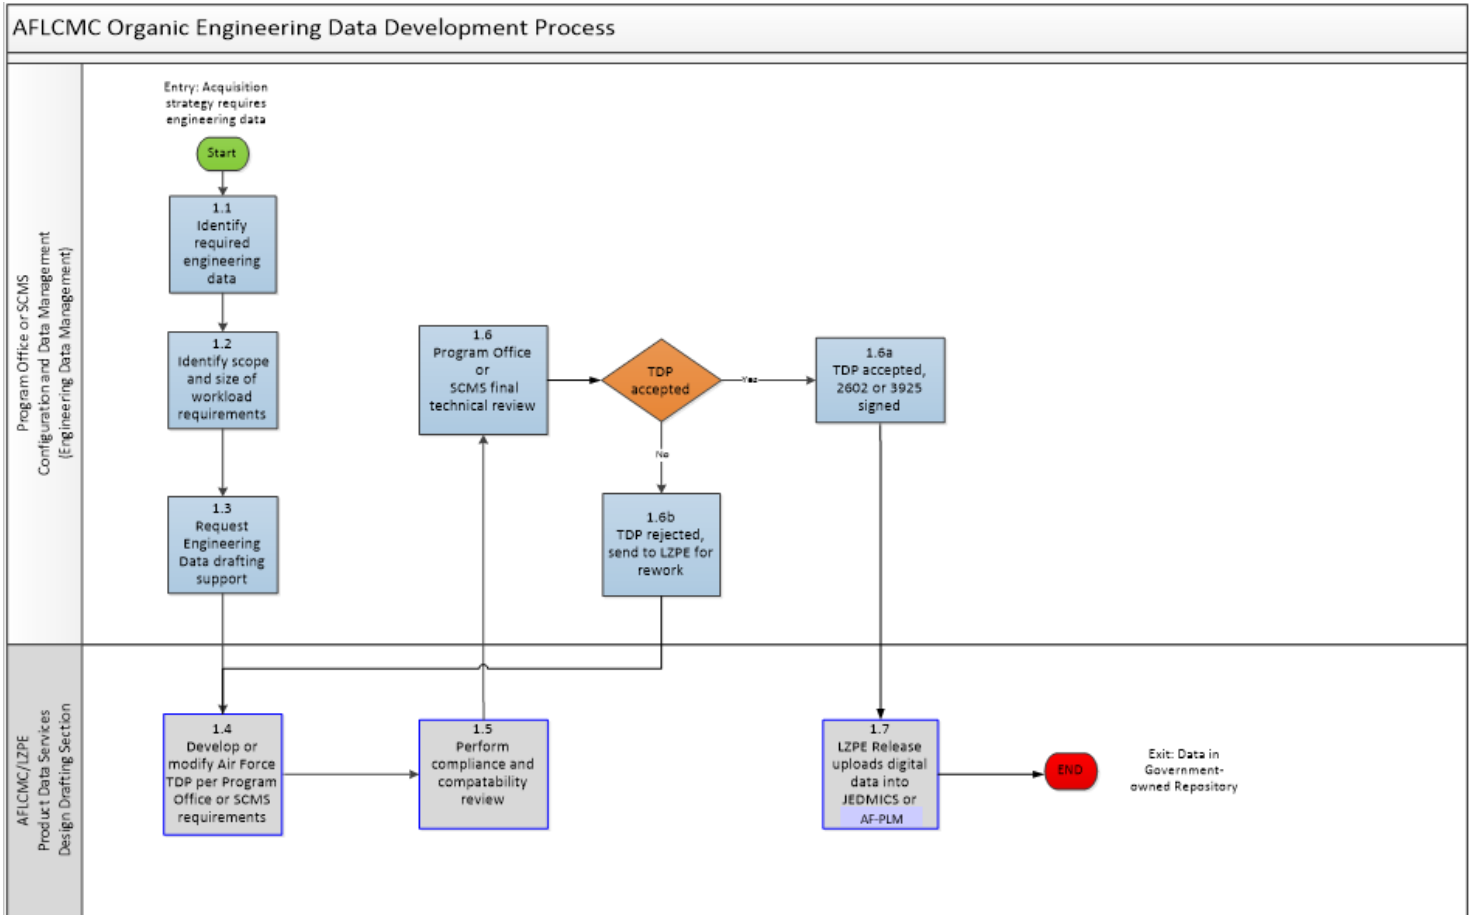 AFLCMC Organic Engineering Data Development Process
Program Office or SCMS
Configuration and Data Management
(Engineering Data Management)
Entry: Acquisition
strategy requires
engineering data
Start
1.1
Identify
required
engineering
data
1.2
Identify scope
and size of
workload
requirements
1.3
Request
Engineering
Data drafting
support
1.6
Program Office
or
SCMS final
technical review
TDP
accepted
Yes
1.6a
TDP accepted,
2602 or 3925
signed
No
1.6b
TDP rejected,
send to LZPE for
rework
AFLCMC/LZPE
Product Data Services
Design Drafting Section
1.4
Develop or
modify Air Force
TDP per Program
Office or SCMS
requirements
1.5
Perform
compliance and
compatability
review
1.7
LZPE Release
uploads digital
data into
JEDMICS or
AF-PLM
END
Exit: Data in
Government-
owned Repository